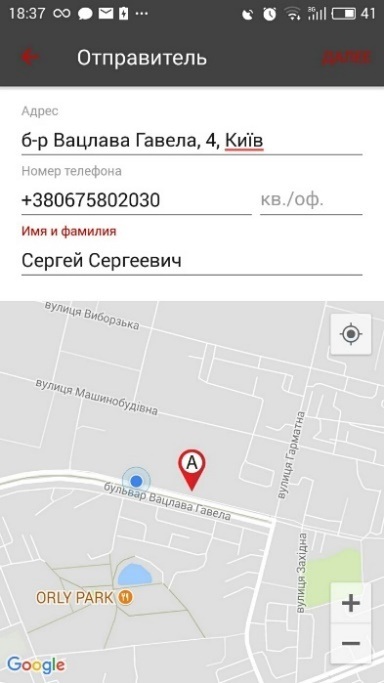 18:37
3G
41
Отправитель
ДАЛЕЕ
Адрес
б-р Вацлава Гавела, 4, Київ
Номер телефона
+380675802030
кв./оф.
Имя и фамилия
Сергей Сергеевич
вулиця Виборзька
вулиця Машинобудівна
вулиця Гарматна
A
бульвар Вацлава Гавела
вулиця Західна
ORLY PARK
+
−
Google